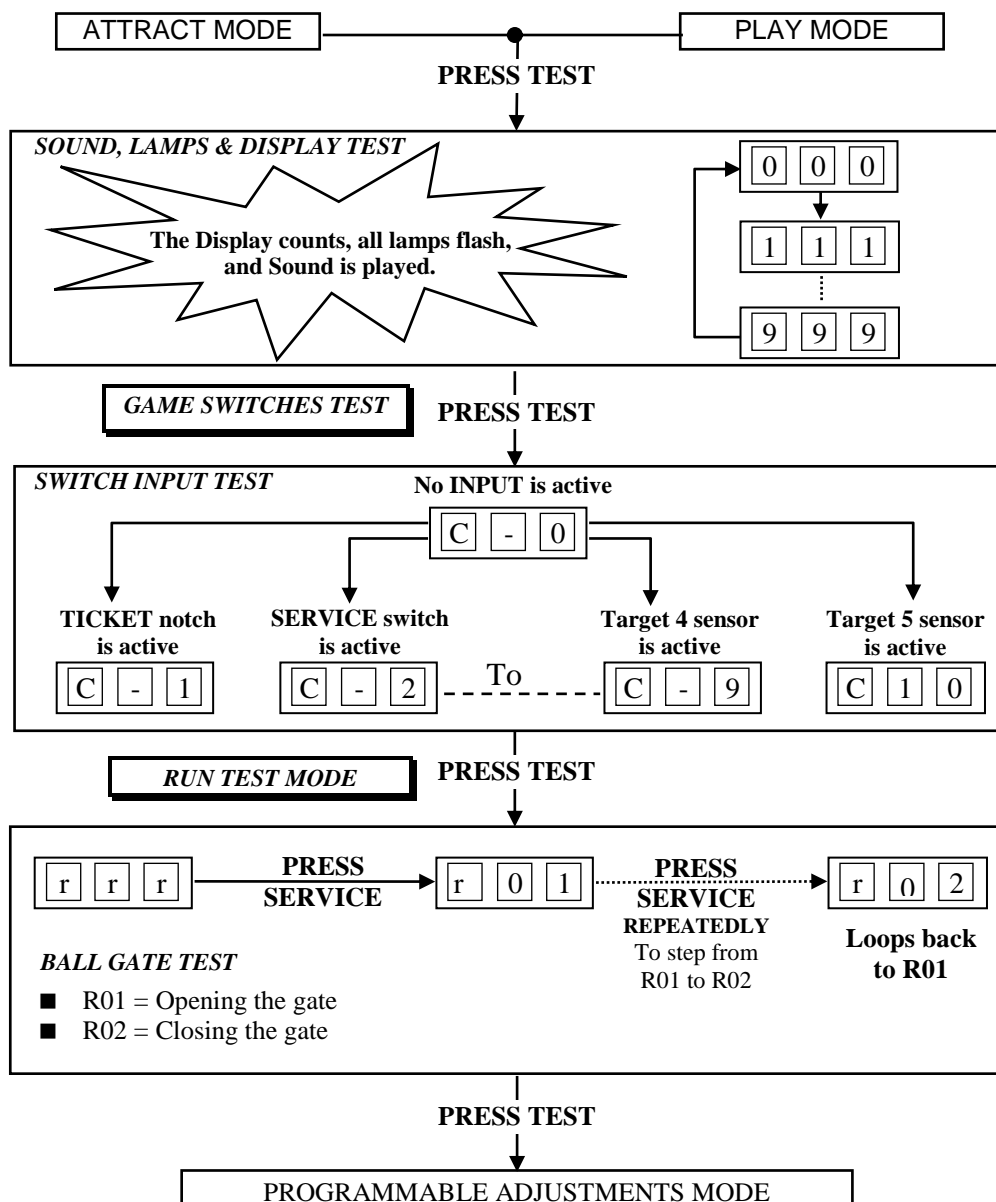 ATTRACT MODE PLAY MODE
PRESS TEST
SOUND, LAMPS & DISPLAY TEST
The Display counts, all lamps flash,
and Sound is played.
0 0 0
1 1 1
9 9 9
GAME SWITCHES TEST
PRESS TEST
SWITCH INPUT TEST
No INPUT is active
C - 0
TICKET notch
is active
C - 1
SERVICE switch
is active
C - 2
To
Target 4 sensor
is active
C - 9
Target 5 sensor
is active
C 1 0
RUN TEST MODE
PRESS TEST
r r r
PRESS
SERVICE
r 0 1
PRESS
SERVICE
REPEATEDLY
To step from
R01 to R02
r 0 2
Loops back
to R01
BALL GATE TEST
■ R01 = Opening the gate
■ R02 = Closing the gate
PRESS TEST
PROGRAMMABLE ADJUSTMENTS MODE